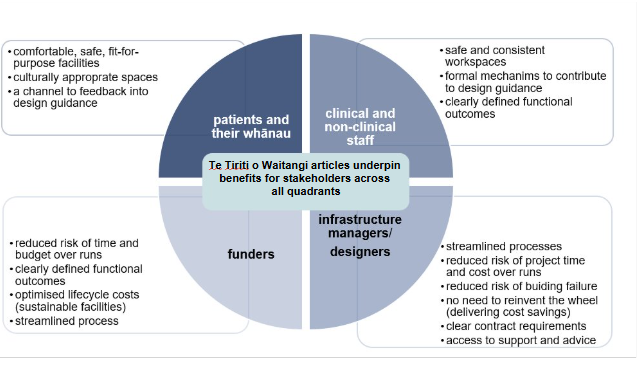 • comfortable, safe, fit-for-
purpose facilities
• culturally approprate spaces
• a channel to feedback into
design guidance
patients and
their whānau
clinical and
non-clinical
staff
• safe and consistent
workspaces
• formal mechanims to contribute
to design guidance
• clearly defined functional
outcomes
Te Tiriti o Waitangi articles underpin
benefits for stakeholders across
all quadrants
• reduced risk of time and
budget over runs
• clearly defined functional
outcomes
• optimised lifecycle costs
(sustainable facilities)
• streamlined process
funders
infrastructure
managers/
designers
• streamlined processes
• reduced risk of project time
and cost over runs
• reduced risk of buiding failure
• no need to reinvent the wheel
(delivering cost savings)
• clear contract requirements
• access to support and advice